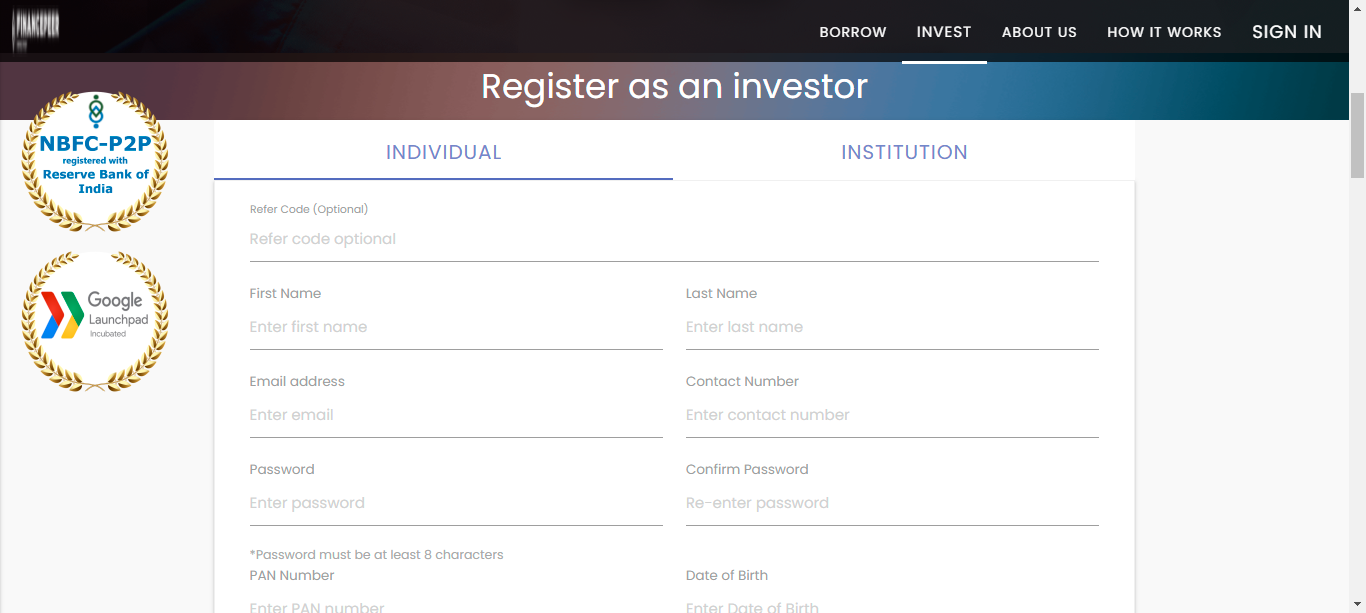 FINANCEPEER
BORROW
INVEST
ABOUT US
HOW IT WORKS
SIGN IN
Register as an investor
NBFC-P2P
registered with
Reserve Bank of
India
Google
Launchpad
Incubated
INDIVIDUAL
INSTITUTION
Refer Code (Optional)
Refer code optional
First Name
Last Name
Enter first name
Enter last name
Email address
Contact Number
Enter email
Enter contact number
Password
Confirm Password
Enter password
Re-enter password
*Password must be at least 8 characters
PAN Number
Date of Birth
Enter PAN number
Enter Date of Birth